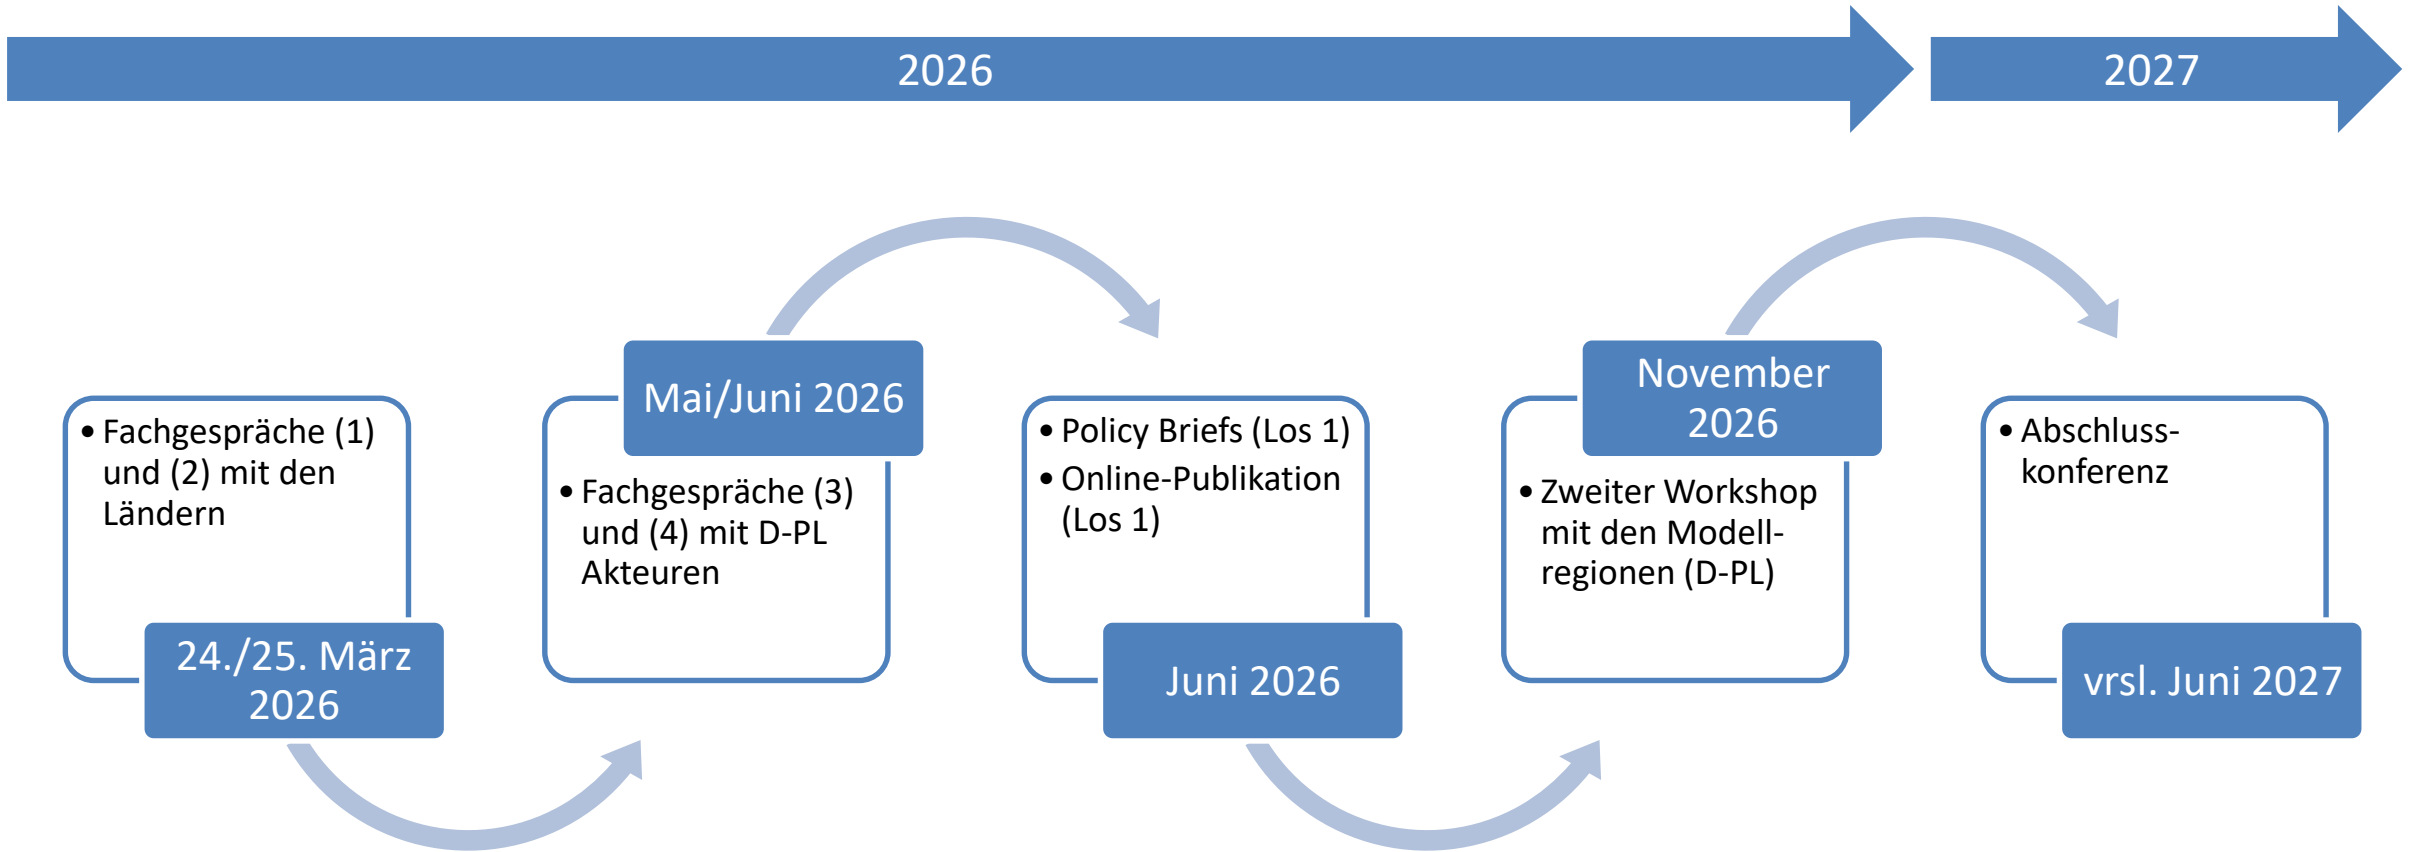 2026
2027
• Fachgespräche (1)
und (2) mit den
Ländern
24./25. März
2026
Mai/Juni 2026
• Fachgespräche (3)
und (4) mit D-PL
Akteuren
• Policy Briefs (Los 1)
• Online-Publikation
(Los 1)
Juni 2026
November
2026
• Zweiter Workshop
mit den Modell-
regionen (D-PL)
• Abschluss-
konferenz
vrsl. Juni 2027